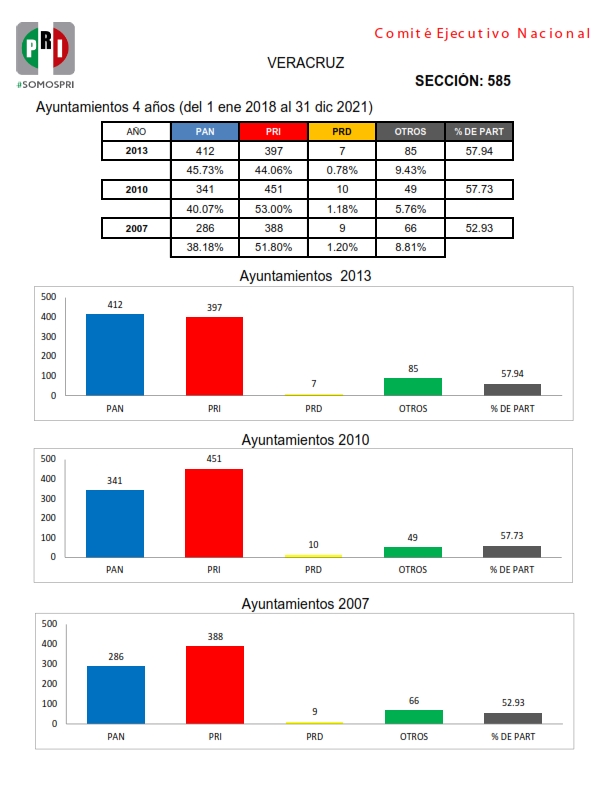 Comité Ejecutivo Nacional
PRI
#SOMOSPRI
VERACRUZ
SECCIÓN: 585
Ayuntamientos 4 años (del 1 ene 2018 al 31 dic 2021)
AÑO PAN PRI PRD OTROS % DE PART
2013 412 397 7 85 57.94
45.73% 44.06% 0.78% 9.43%
2010 341 451 10 49 57.73
40.07% 53.00% 1.18% 5.76%
2007 286 388 9 66 52.93
38.18% 51.80% 1.20% 8.81%
Ayuntamientos 2013
500
400
300
200
100
0
412 397 7 85 57.94
PAN PRI PRD OTROS % DE PART
Ayuntamientos 2010
500
400
300
200
100
0
341 451 10 49 57.73
PAN PRI PRD OTROS % DE PART
Ayuntamientos 2007
500
400
300
200
100
0
286 388 9 66 52.93
PAN PRI PRD OTROS % DE PART